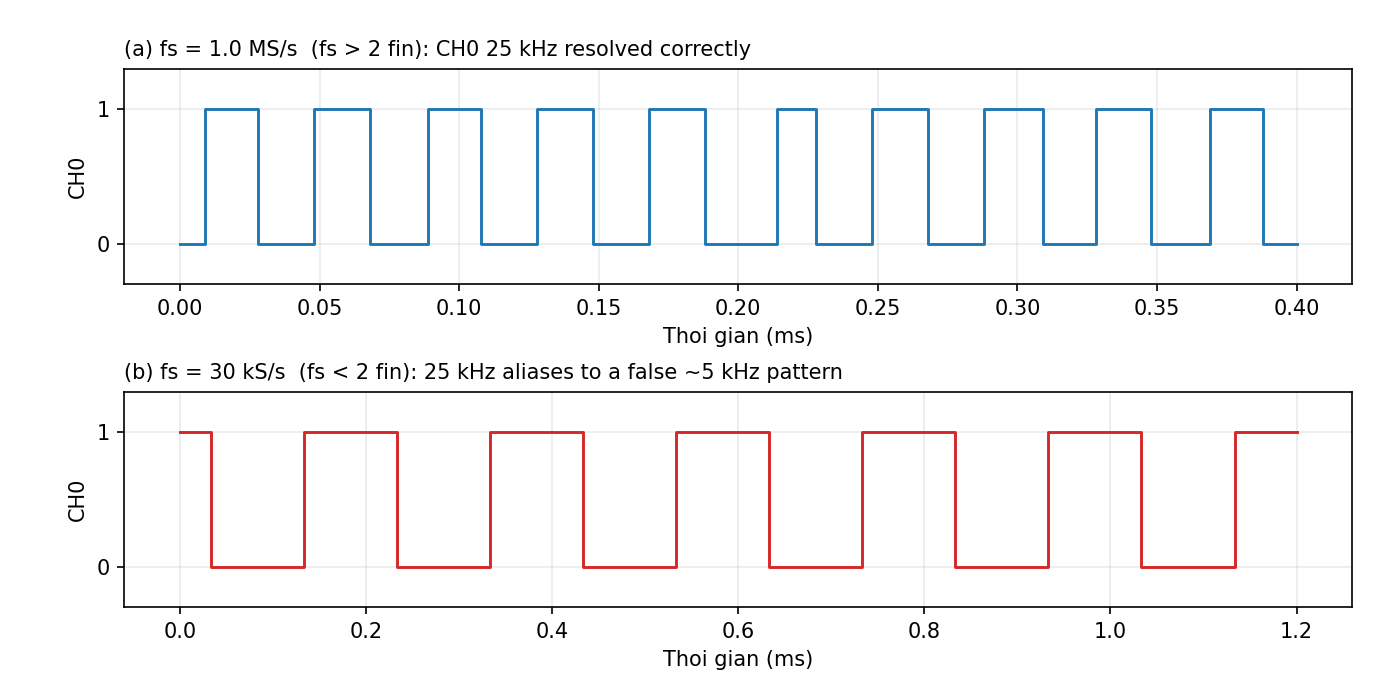 (a) fs = 1.0 MS/s  (fs > 2 fin): CH0 25 kHz resolved correctly
1
CH0
0
0.00 0.05 0.10 0.15 0.20 0.25 0.30 0.35 0.40
Thoi gian (ms)
(b) fs = 30 kS/s  (fs < 2 fin): 25 kHz aliases to a false ~5 kHz pattern
1
CH0
0
0.0 0.2 0.4 0.6 0.8 1.0 1.2
Thoi gian (ms)